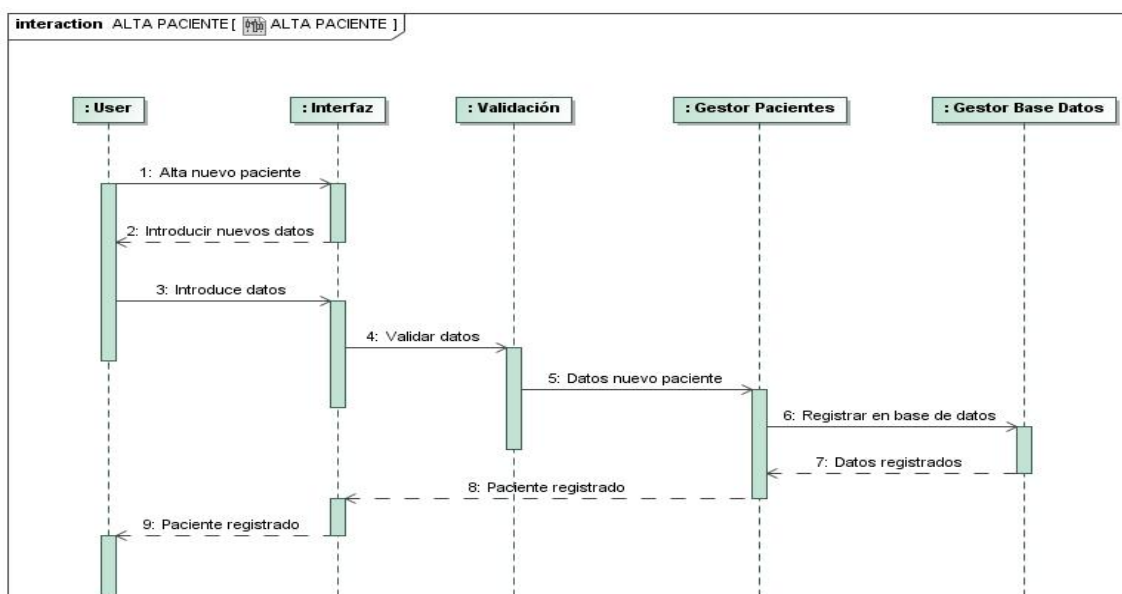 interaction ALTA PACIENTE [ ALTA PACIENTE ]
: User
: Interfaz
: Validación
: Gestor Pacientes
: Gestor Base Datos
1: Alta nuevo paciente
2: Introducir nuevos datos
3: Introduce datos
4: Validar datos
5: Datos nuevo paciente
6: Registrar en base de datos
7: Datos registrados
8: Paciente registrado
9: Paciente registrado